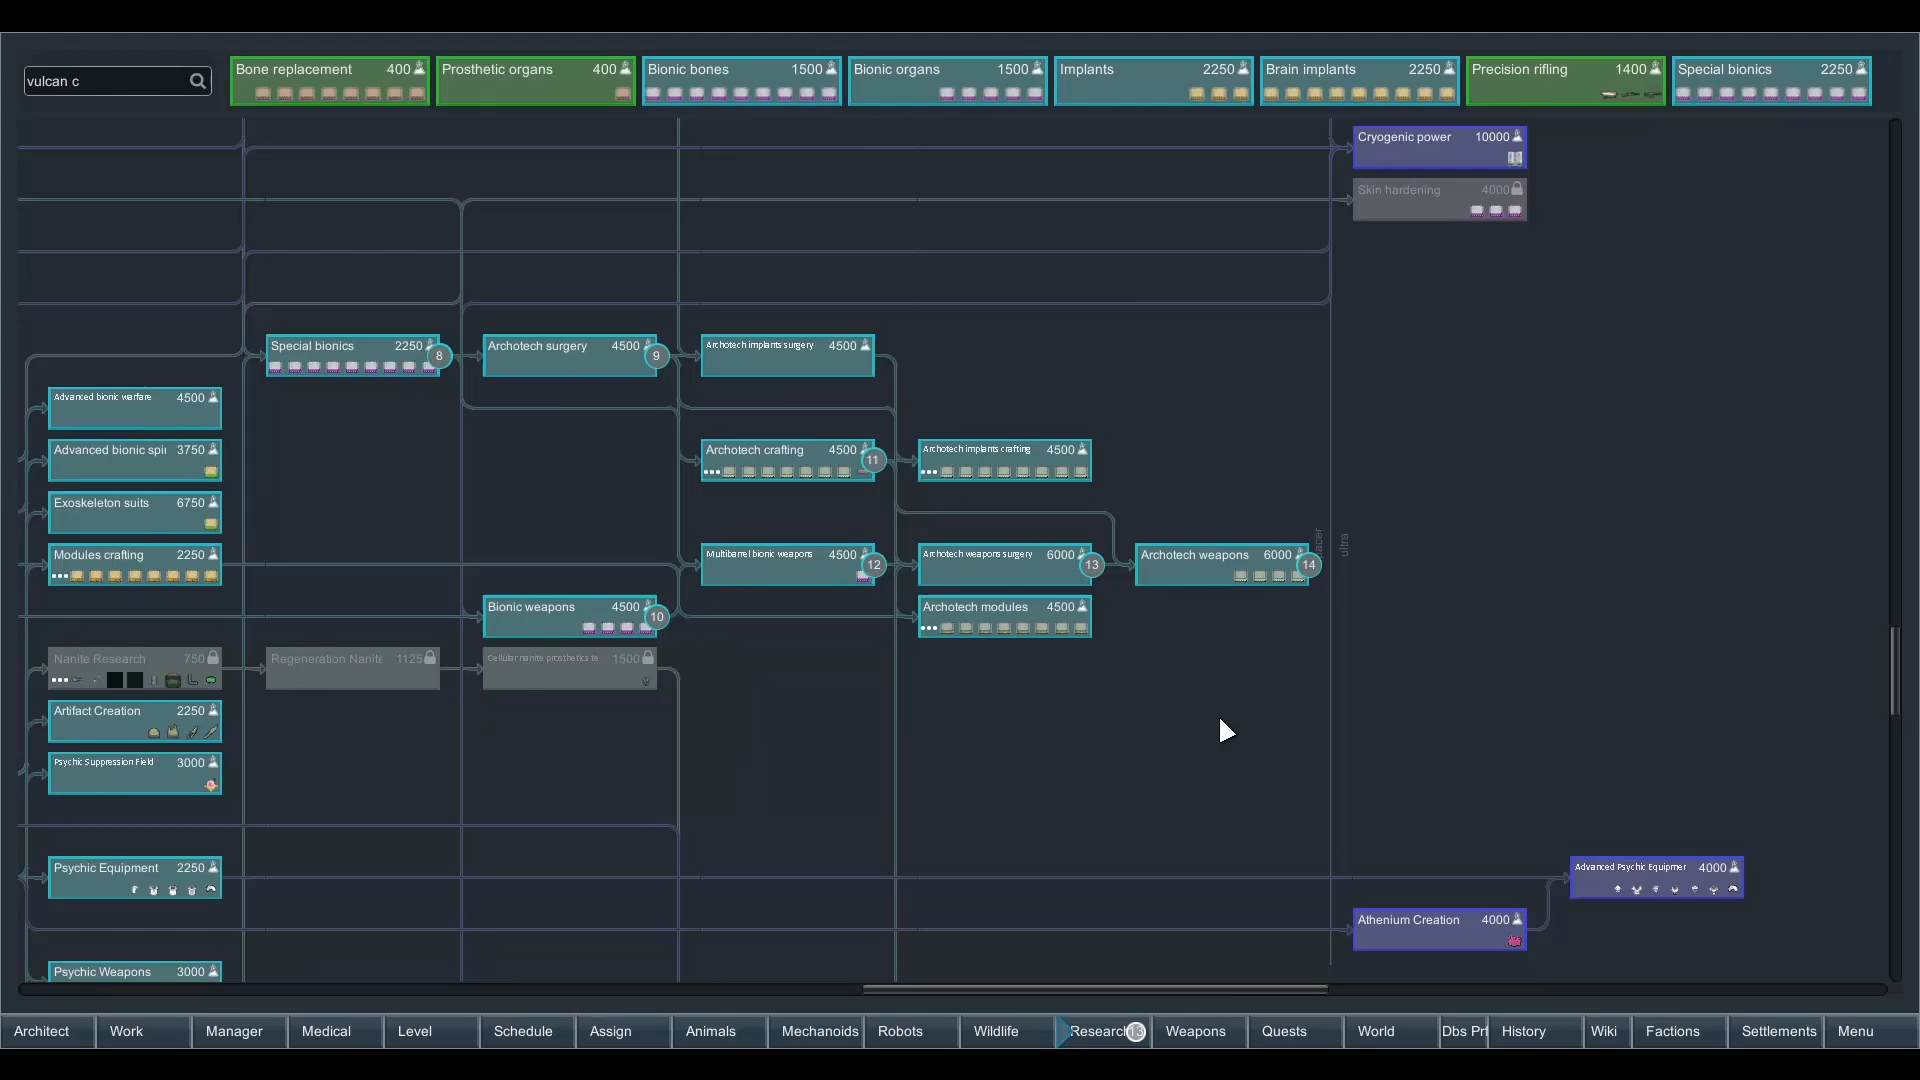 vulcan c
Bone replacement 400
Prosthetic organs 400
Bionic bones 1500
Bionic organs 1500
Implants 2250
Brain implants 2250
Precision rifling 1400
Special bionics 2250
Cryogenic power 10000
Skin hardening 4000
Special bionics 2250 8
Archotech surgery 4500 9
Archotech implants surgery 4500
Advanced bionic warfare 4500
Advanced bionic spi 3750
Archotech crafting 4500 11
Archotech implants crafting 4500
Exoskeleton suits 6750
Modules crafting 2250
Multibarrel bionic weapons 4500 12
Archotech weapons surgery 6000 13
Archotech weapons 6000 14
ultra
Bionic weapons 4500 10
Archotech modules 4500
Nanite Research 750
Regeneration Nanite 1125
Cellular nanite prosthetics te 1500
Artifact Creation 2250
Psychic Suppression Field 3000
Psychic Equipment 2250
Advanced Psychic Equipmer 4000
Athenium Creation 4000
Psychic Weapons 3000
Architect
Work
Manager
Medical
Level
Schedule
Assign
Animals
Mechanoids
Robots
Wildlife
Research 13
Weapons
Quests
World
Dbs Prf
History
Wiki
Factions
Settlements
Menu